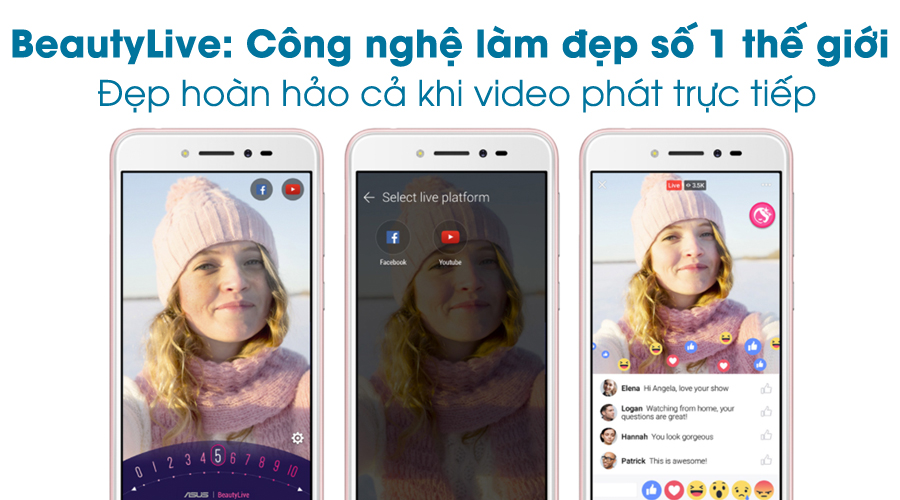 BeautyLive: Công nghệ làm đẹp số 1 thế giới
Đẹp hoàn hảo cả khi video phát trực tiếp
0 1 2 3 4 5 6 7 8 9 10
ASUS | BeautyLive
Select live platform
Facebook Youtube
Live 3.5K
Elena Hi Angela, love your show
Logan Watching from home, your
questions are great!
Hannah You look gorgeous
Patrick This is awesome!